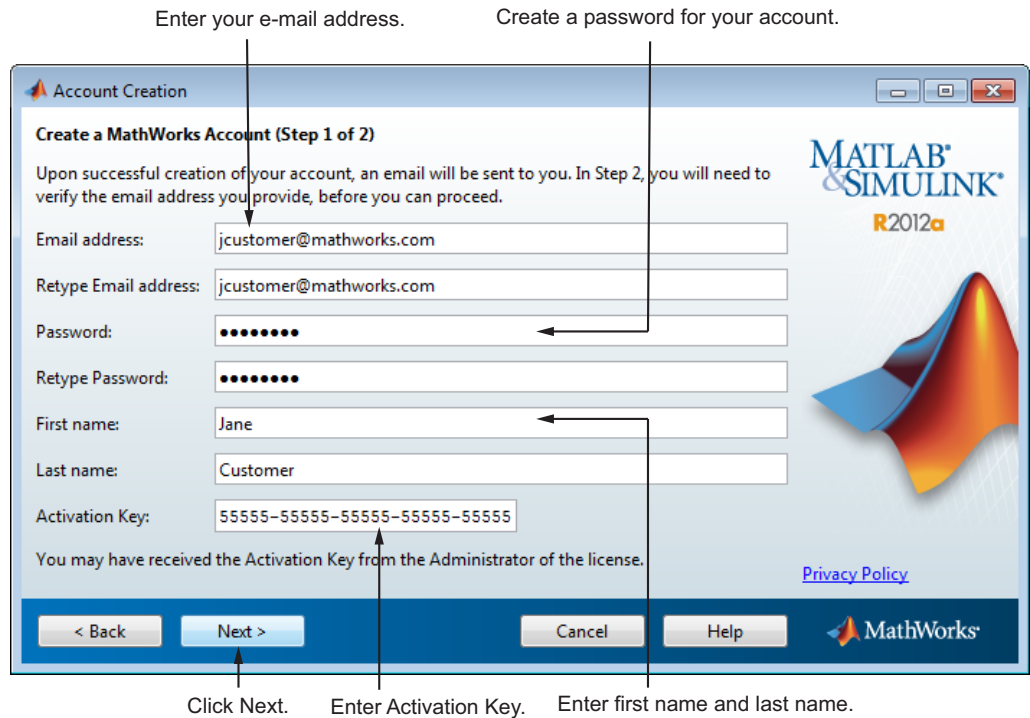 Enter your e-mail address.
Create a password for your account.
Account Creation
Create a MathWorks Account (Step 1 of 2)
Upon successful creation of your account, an email will be sent to you. In Step 2, you will need to
verify the email address you provide, before you can proceed.
Email address:
jcustomer@mathworks.com
Retype Email address:
jcustomer@mathworks.com
Password:
●●●●●●●●
Retype Password:
●●●●●●●●
First name:
Jane
Last name:
Customer
Activation Key:
55555-55555-55555-55555-55555
You may have received the Activation Key from the Administrator of the license.
MATLAB®
&SIMULINK®
R2012a
Privacy Policy
< Back
Next >
Cancel
Help
MathWorks®
Click Next.
Enter Activation Key.
Enter first name and last name.